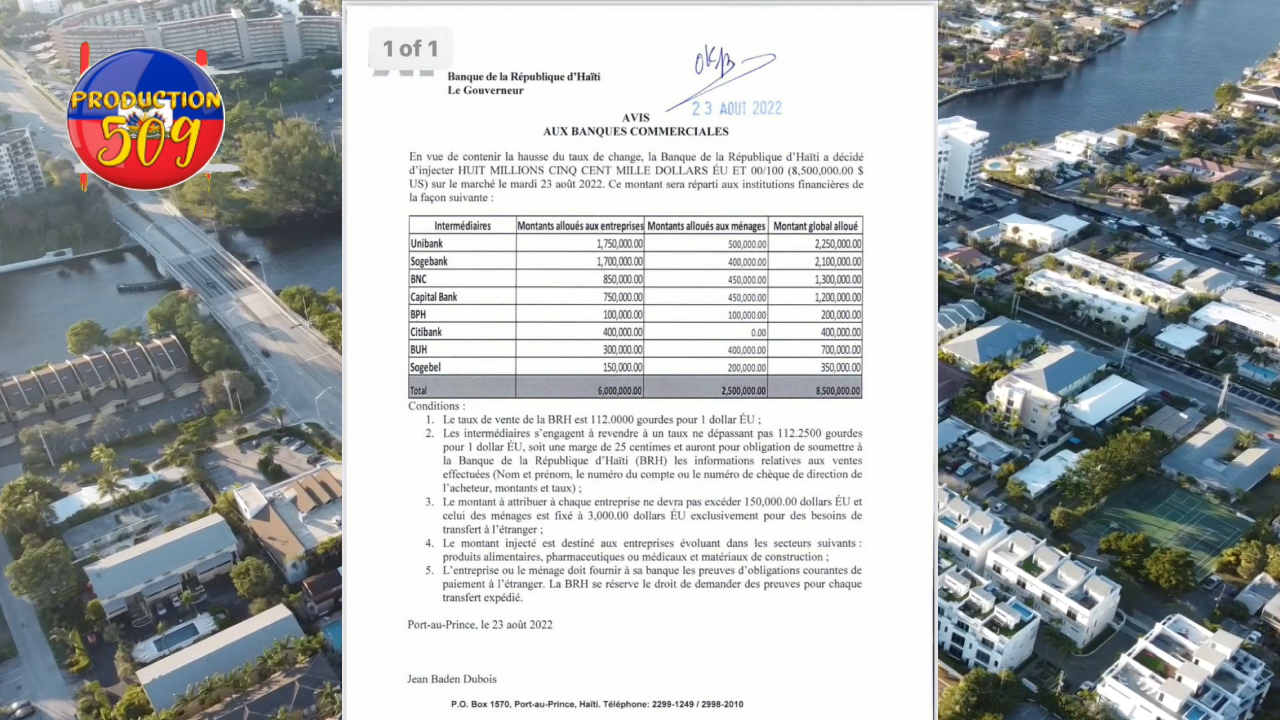 1 of 1
PRODUCTION
509
Banque de la République d'Haïti
Le Gouverneur
23 AOUT 2022
AVIS
AUX BANQUES COMMERCIALES
En vue de contenir la hausse du taux de change, la Banque de la République d'Haïti a décidé
d'injecter HUIT MILLIONS CINQ CENT MILLE DOLLARS ÉU ET 00/100 (8,500,000.00 $
US) sur le marché le mardi 23 août 2022. Ce montant sera réparti aux institutions financières de
la façon suivante :
Intermédiaires Montants alloués aux entreprises Montants alloués aux ménages Montant global alloué
Unibank 1,750,000.00 500,000.00 2,250,000.00
Sogebank 1,700,000.00 400,000.00 2,100,000.00
BNC 850,000.00 450,000.00 1,300,000.00
Capital Bank 750,000.00 450,000.00 1,200,000.00
BPH 100,000.00 100,000.00 200,000.00
Citibank 400,000.00 0.00 400,000.00
BUH 300,000.00 400,000.00 700,000.00
Sogebel 150,000.00 200,000.00 350,000.00
Total 6,000,000.00 2,500,000.00 8,500,000.00
Conditions :
1. Le taux de vente de la BRH est 112.0000 gourdes pour 1 dollar ÉU ;
2. Les intermédiaires s'engagent à revendre à un taux ne dépassant pas 112.2500 gourdes
pour 1 dollar ÉU, soit une marge de 25 centimes et auront pour obligation de soumettre à
la Banque de la République d'Haïti (BRH) les informations relatives aux ventes
effectuées (Nom et prénom, le numéro du compte ou le numéro de chèque de direction de
l'acheteur, montants et taux) ;
3. Le montant à attribuer à chaque entreprise ne devra pas excéder 150,000.00 dollars ÉU et
celui des ménages est fixé à 3,000.00 dollars ÉU exclusivement pour des besoins de
transfert à l'étranger ;
4. Le montant injecté est destiné aux entreprises évoluant dans les secteurs suivants :
produits alimentaires, pharmaceutiques ou médicaux et matériaux de construction ;
5. L'entreprise ou le ménage doit fournir à sa banque les preuves d'obligations courantes de
paiement à l'étranger. La BRH se réserve le droit de demander des preuves pour chaque
transfert expédié.
Port-au-Prince, le 23 août 2022
Jean Baden Dubois
P.O. Box 1570, Port-au-Prince, Haïti. Téléphone: 2299-1249 / 2998-2010